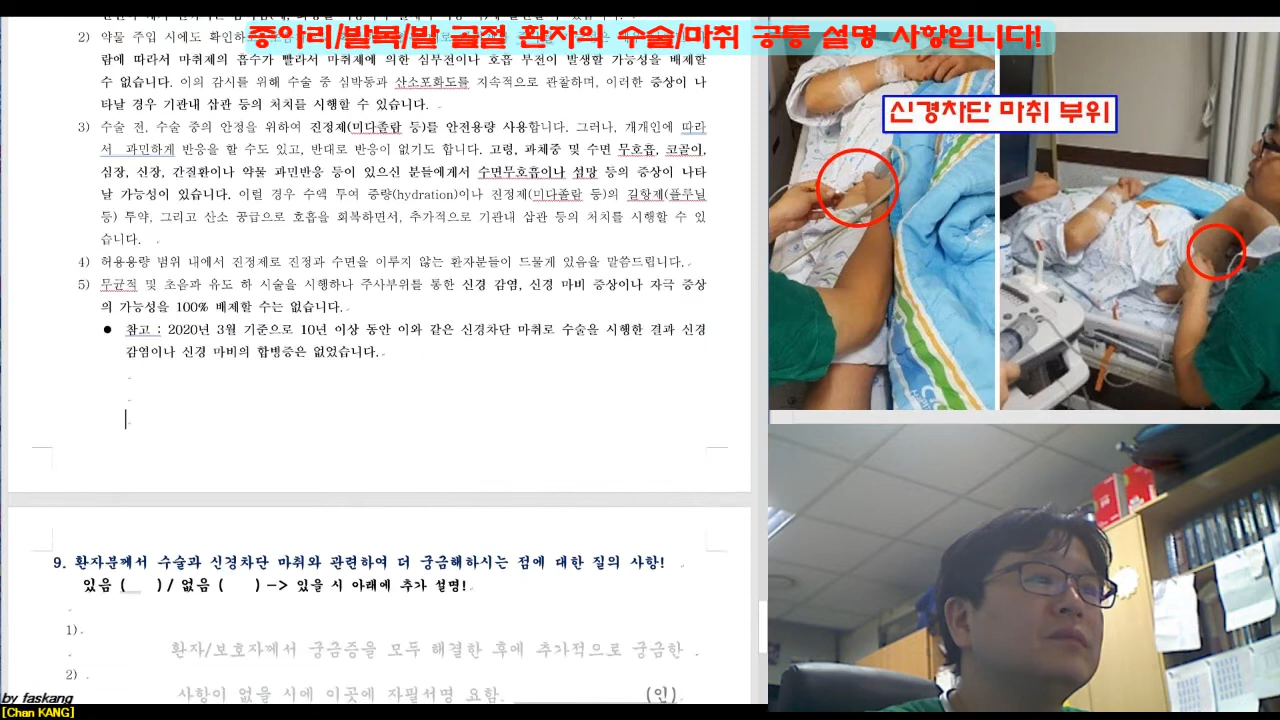 종아리/발목/발 골절 환자의 수술/마취 공통 설명 사항입니다!
2) 약물 주입 시에도 확인하
람에 따라서 마취제의 흡수가 빨라서 마취제에 의한 심부전이나 호흡 부전이 발생할 가능성을 배제할
수 없습니다. 이의 감시를 위해 수술 중 심박동과 산소포화도를 지속적으로 관찰하며, 이러한 증상이 나
타날 경우 기관내 삽관 등의 처치를 시행할 수 있습니다.
3) 수술 전, 수술 중의 안정을 위하여 진정제(미다졸람 등)를 안전용량 사용합니다. 그러나, 개개인에 따라
서 과민하게 반응을 할 수도 있고, 반대로 반응이 없기도 합니다. 고령, 과체중 및 수면 무호흡, 코골이,
심장, 신장, 간질환이나 약물 과민반응 등이 있으신 분들에게서 수면무호흡이나 섬망 등의 증상이 나타
날 가능성이 있습니다. 이럴 경우 수액 투여 증량(hydration)이나 진정제(미다졸람 등)의 길항제(플루닐
등) 투약, 그리고 산소 공급으로 호흡을 회복하면서, 추가적으로 기관내 삽관 등의 처치를 시행할 수 있
습니다.
4) 허용용량 범위 내에서 진정제로 진정과 수면을 이루지 않는 환자분들이 드물게 있음을 말씀드립니다.
5) 무균적 및 초음파 유도 하 시술을 시행하나 주사부위를 통한 신경 감염, 신경 마비 증상이나 자극 증상
의 가능성을 100% 배제할 수는 없습니다.
● 참고 : 2020년 3월 기준으로 10년 이상 동안 이와 같은 신경차단 마취로 수술을 시행한 결과 신경
감염이나 신경 마비의 합병증은 없었습니다.
9. 환자분께서 수술과 신경차단 마취와 관련하여 더 궁금해하시는 점에 대한 질의 사항!
있음 (__ )/ 없음 ( ) –> 있을 시 아래에 추가 설명!
1)
환자/보호자께서 궁금증을 모두 해결한 후에 추가적으로 궁금한
2)
사항이 없을 시에 이곳에 자필서명 요함. ____________(인)
신경차단 마취 부위
by faskang
[Chan KANG]